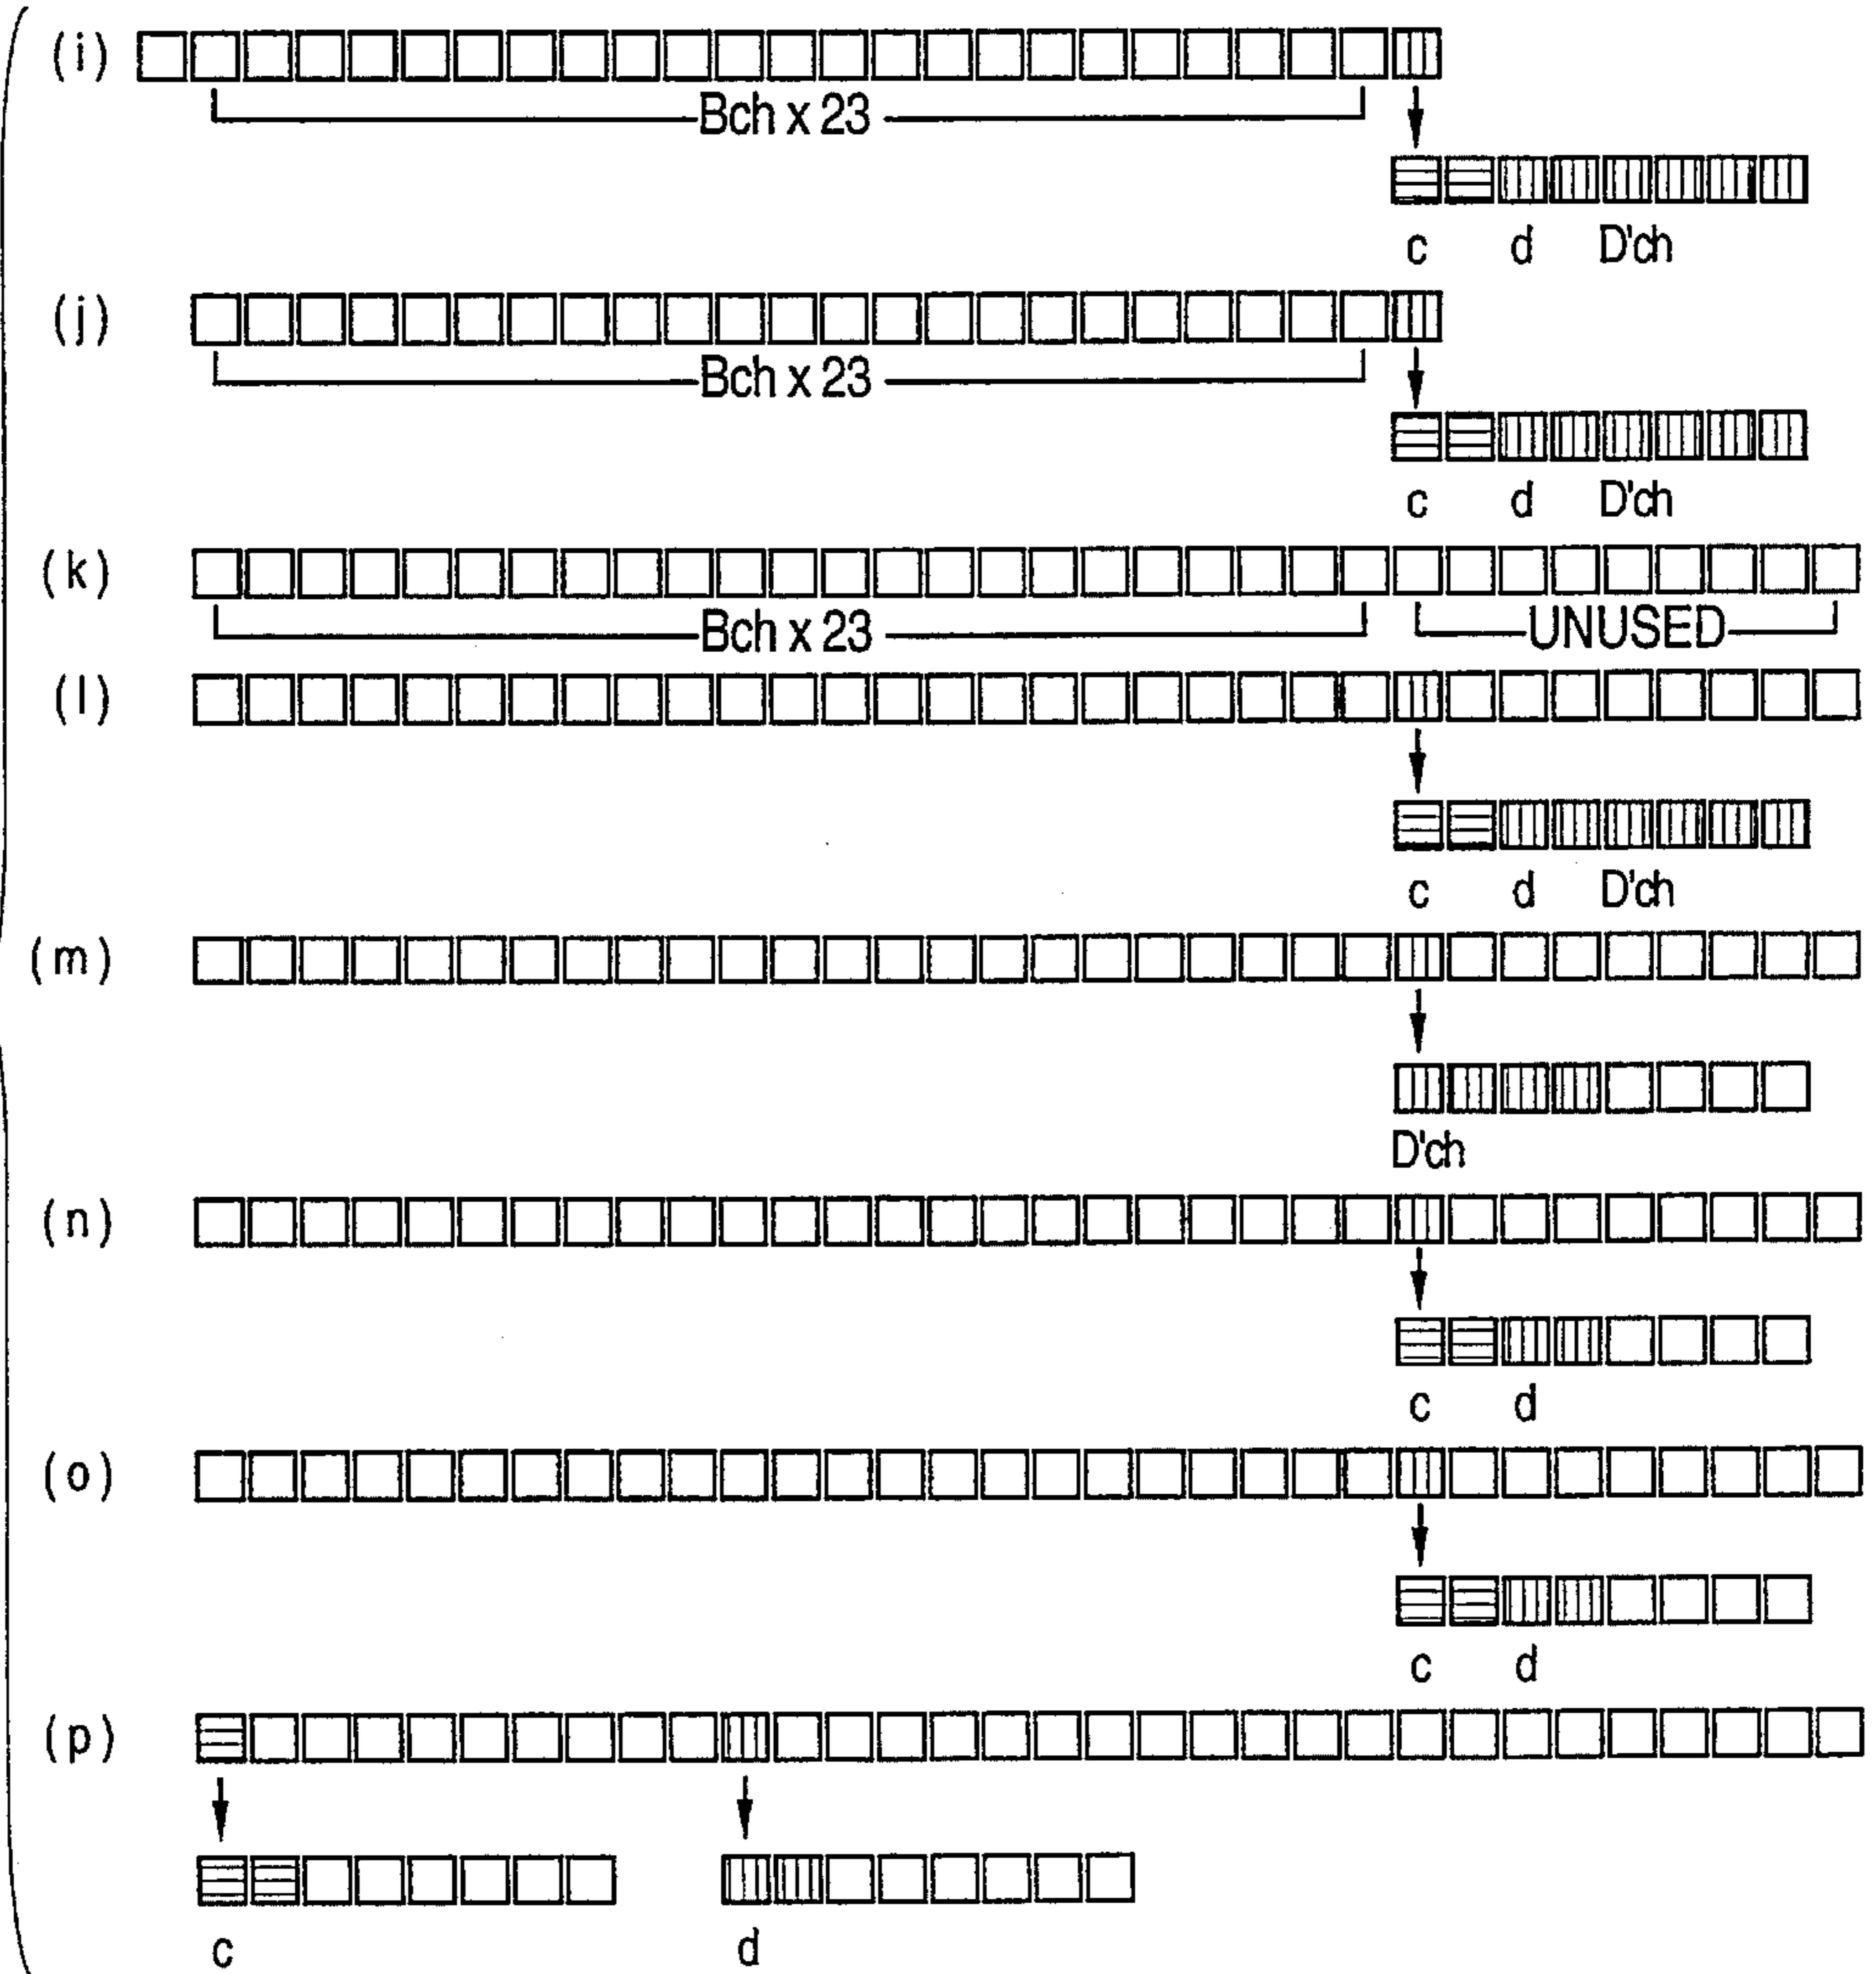 (i)
Bch x 23
c d D'ch
(j)
Bch x 23
c d D'ch
(k)
Bch x 23 UNUSED
(l)
c d D'ch
(m)
D'ch
(n)
c d
(o)
c d
(p)
c d